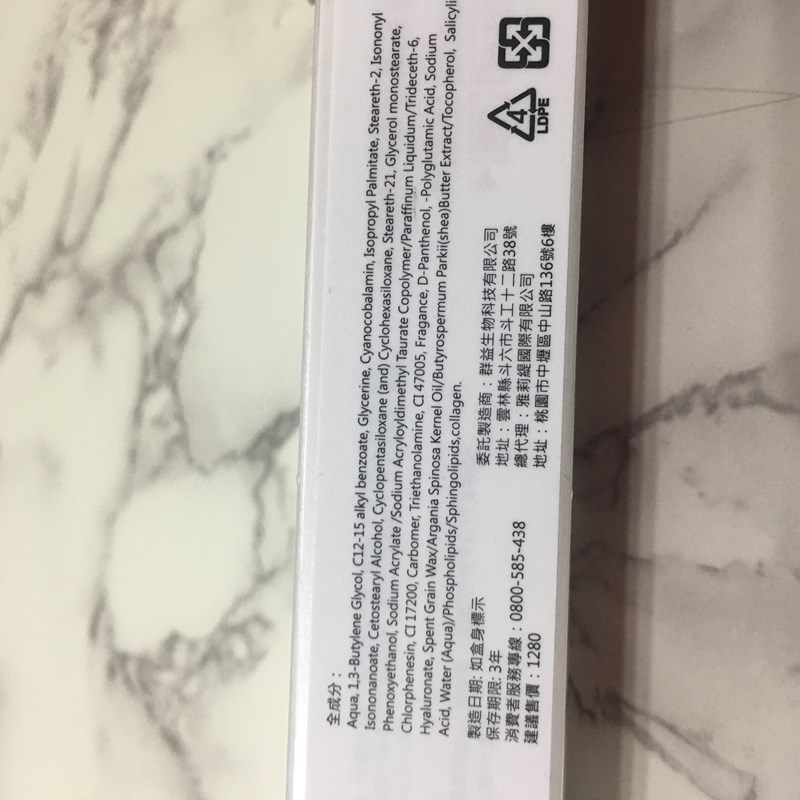 全成分：
Aqua, 1,3-Butylene Glycol, C12-15 alkyl benzoate, Glycerine, Cyanocobalamin, Isopropyl Palmitate, Steareth-2, Isononyl
Isononanoate, Cetostearyl Alcohol, Cyclopentasiloxane (and) Cyclohexasiloxane, Steareth-21, Glycerol monostearate,
Phenoxyethanol, Sodium Acrylate /Sodium Acryloyldimethyl Taurate Copolymer/Paraffinum Liquidum/Trideceth-6,
Chlorphenesin, CI 17200, Carbomer, Triethanolamine, CI 47005, Fragance, D-Panthenol, -Polyglutamic Acid, Sodium
Hyaluronate, Spent Grain Wax/Argania Spinosa Kernel Oil/Butyrospermum Parkii(shea)Butter Extract/Tocopherol, Salicyli
Acid, Water (Aqua)/Phospholipids/Sphingolipids,collagen.
製造日期: 如盒身標示
保存期限: 3年
消費者服務專線：0800-585-438
建議售價：1280
委託製造商：群益生物科技有限公司
地址：雲林縣斗六市斗工十二路38號
總代理：雅莉緹國際有限公司
地址：桃園市中壢區中山路136號6樓
4
LDPE